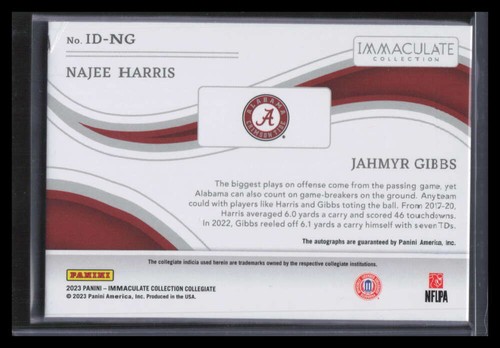 No. ID-NG
IMMACULATE
COLLECTION
NAJEE HARRIS
ALABAMA
A
CRIMSON TIDE
JAHMYR GIBBS
The biggest plays on offense come from the passing game, yet
Alabama can also count on game-breakers on the ground. Any team
could with players like Harris and Gibbs toting the ball. From 2017-20,
Harris averaged 6.0 yards a carry and scored 46 touchdowns.
In 2022, Gibbs reeled off 6.1 yards a carry himself with seven TDs.
The autographs are guaranteed by Panini America, Inc.
The collegiate indicia used herein are trademarks owned by the respective collegiate institutions.
PANINI
2023 PANINI – IMMACULATE COLLECTION COLLEGIATE
© 2023 Panini America, Inc. Produced in the USA.
NFLPA